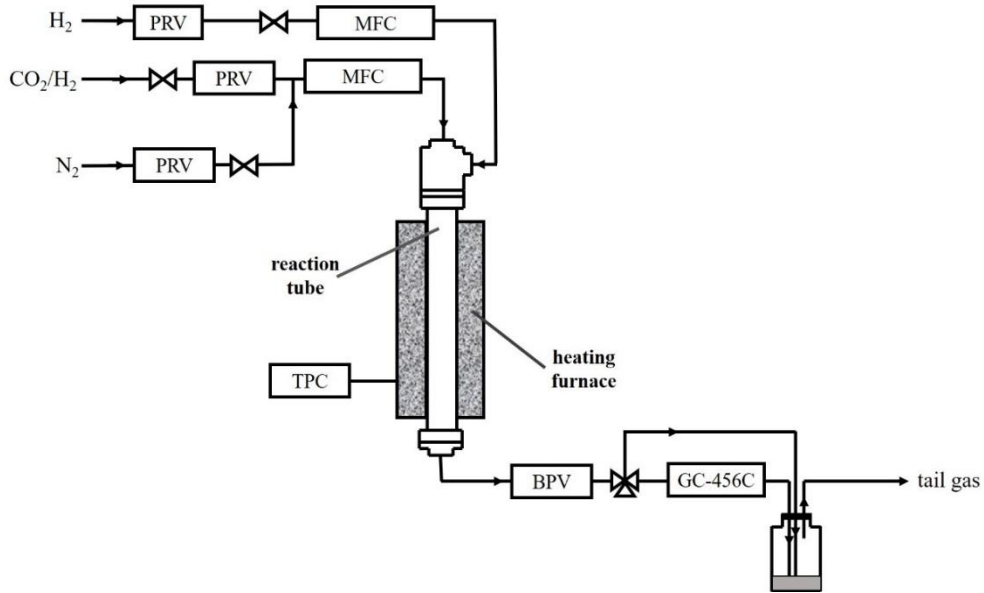 H₂
PRV
MFC
CO₂/H₂
PRV
MFC
N₂
PRV
reaction
tube
heating
furnace
TPC
BPV
GC-456C
tail gas